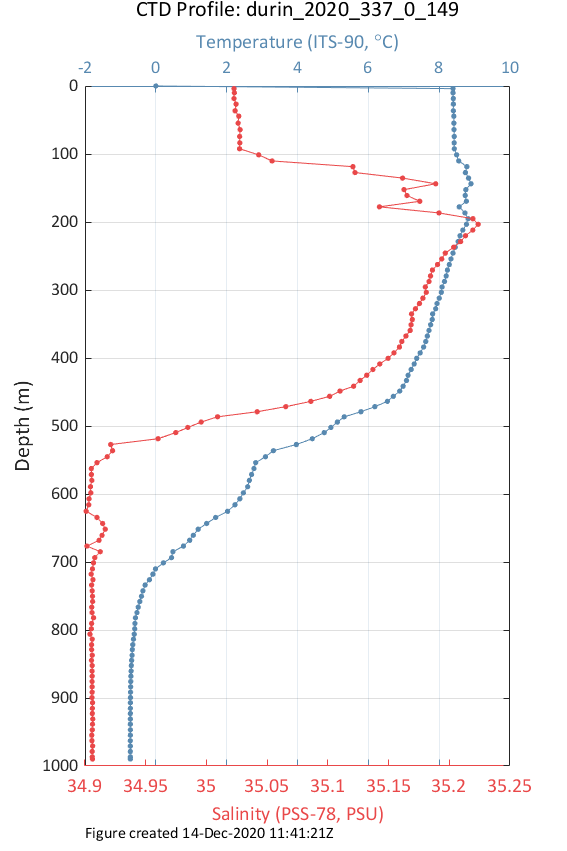 CTD Profile: durin_2020_337_0_149
Temperature (ITS-90, °C)
-2 0 2 4 6 8 10
0
100
200
300
400
500
600
700
800
900
1000
Depth (m)
34.9 34.95 35 35.05 35.1 35.15 35.2 35.25
Salinity (PSS-78, PSU)
Figure created 14-Dec-2020 11:41:21Z